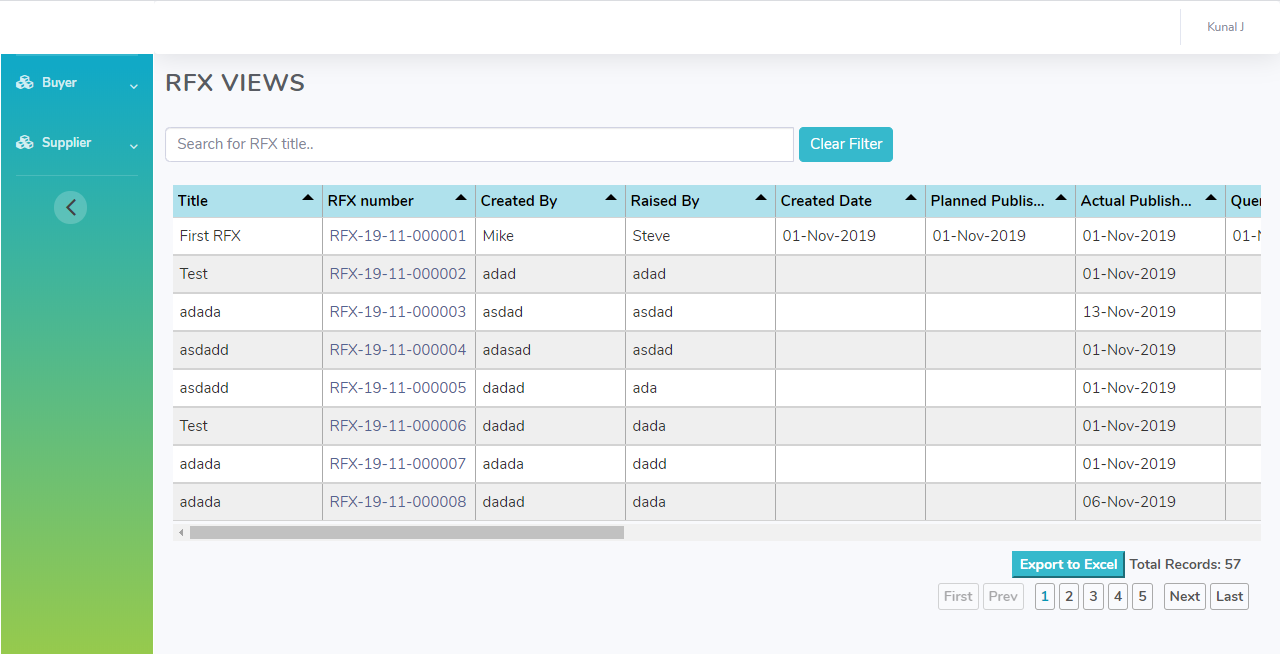 Kunal J
Buyer
Supplier
RFX VIEWS
Search for RFX title..
Clear Filter
Title RFX number Created By Raised By Created Date Planned Publis... Actual Publish... Quer
First RFX RFX-19-11-000001 Mike Steve 01-Nov-2019 01-Nov-2019 01-Nov-2019 01-N
Test RFX-19-11-000002 adad adad 01-Nov-2019
adada RFX-19-11-000003 asdad asdad 13-Nov-2019
asdadd RFX-19-11-000004 adasad asdad 01-Nov-2019
asdadd RFX-19-11-000005 dadad ada 01-Nov-2019
Test RFX-19-11-000006 dadad dada 01-Nov-2019
adada RFX-19-11-000007 adada dadd 01-Nov-2019
adada RFX-19-11-000008 dadad dada 06-Nov-2019
Export to Excel Total Records: 57
First Prev 1 2 3 4 5 Next Last